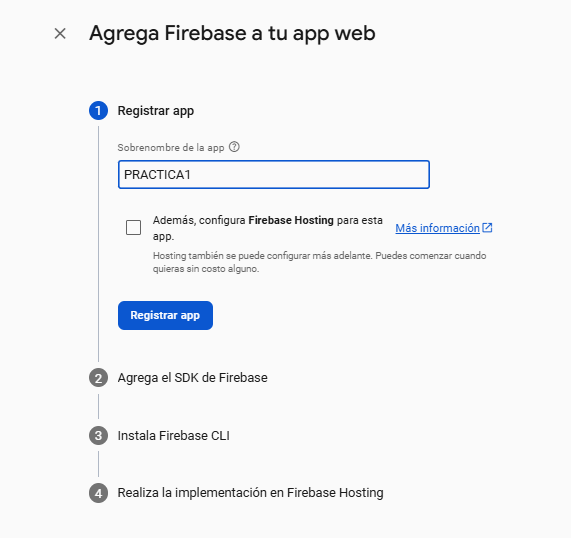 Agrega Firebase a tu app web
1 Registrar app
Sobrenombre de la app
PRACTICA1
Además, configura Firebase Hosting para esta
app.
Más información
Hosting también se puede configurar más adelante. Puedes comenzar cuando
quieras sin costo alguno.
Registrar app
2 Agrega el SDK de Firebase
3 Instala Firebase CLI
4 Realiza la implementación en Firebase Hosting